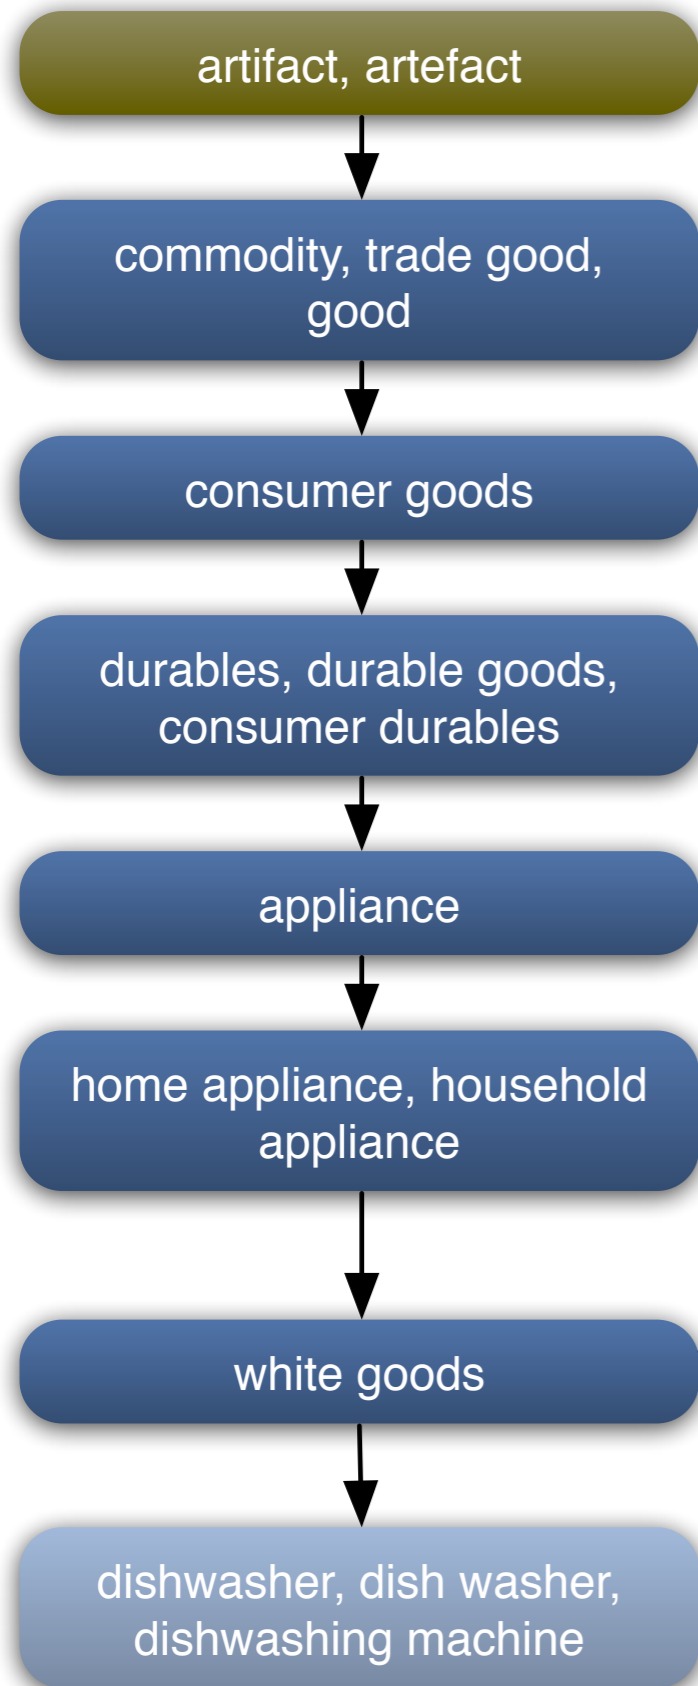 artifact, artefact
commodity, trade good,
good
consumer goods
durables, durable goods,
consumer durables
appliance
home appliance, household
appliance
white goods
dishwasher, dish washer,
dishwashing machine